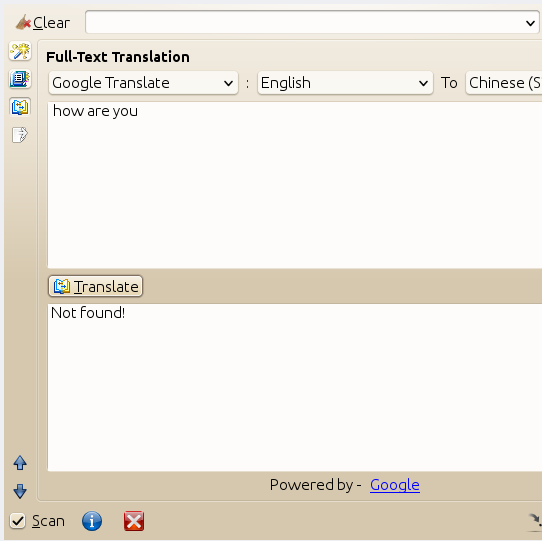 Clear
Full-Text Translation
Google Translate : English To Chinese (S
how are you
Translate
Not found!
Powered by - Google
Scan